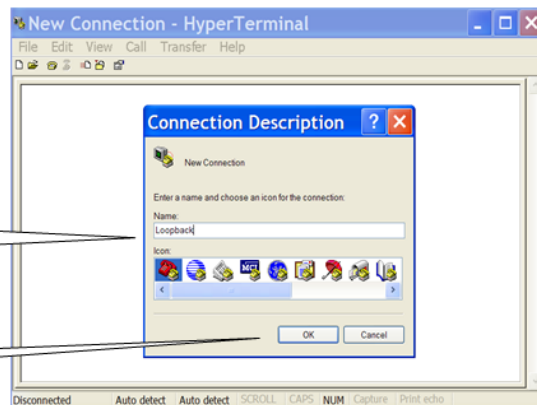 New Connection - HyperTerminal
File Edit View Call Transfer Help
Connection Description
New Connection
Enter a name and choose an icon for the connection:
Name:
Loopback
Icon:
MCI
OK Cancel
Disconnected Auto detect Auto detect SCROLL CAPS NUM Capture Print echo